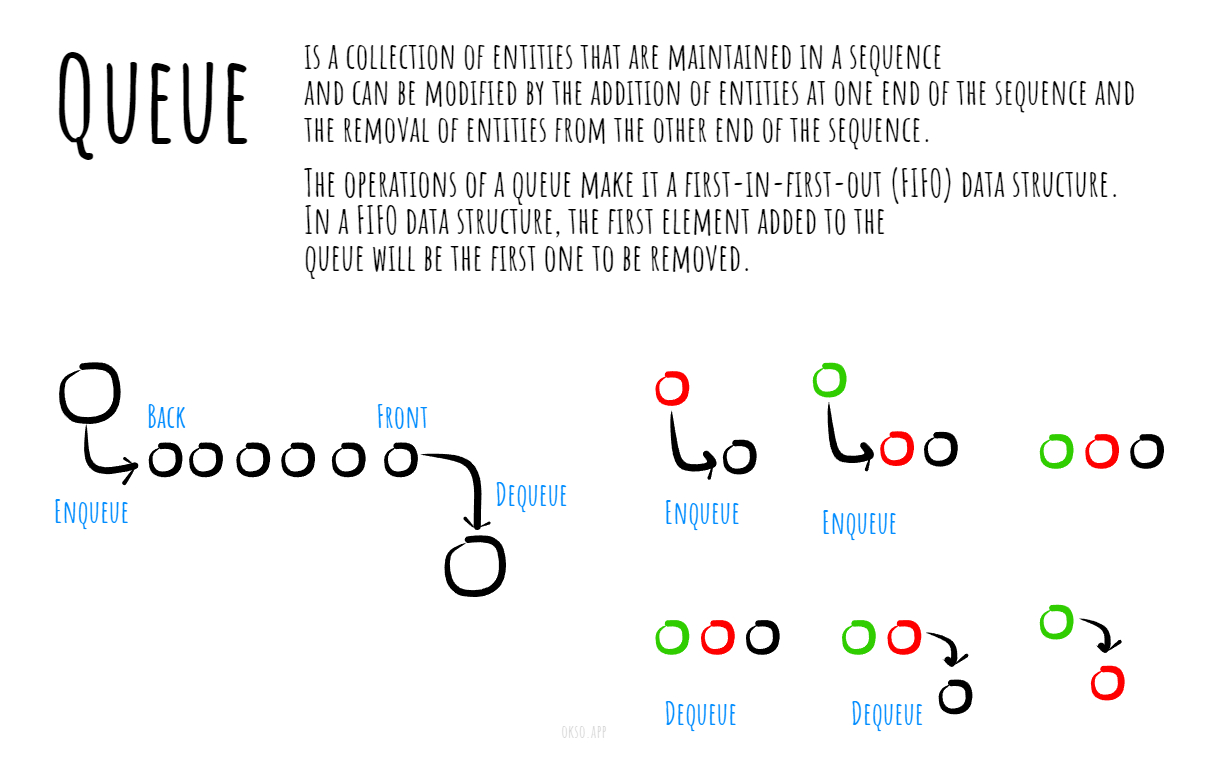 Queue
is a collection of entities that are maintained in a sequence
and can be modified by the addition of entities at one end of the sequence and
the removal of entities from the other end of the sequence.
The operations of a queue make it a first-in-first-out (FIFO) data structure.
In a FIFO data structure, the first element added to the
queue will be the first one to be removed.
Back
Front
Enqueue
Dequeue
Enqueue
Enqueue
Dequeue
Dequeue
okso.app